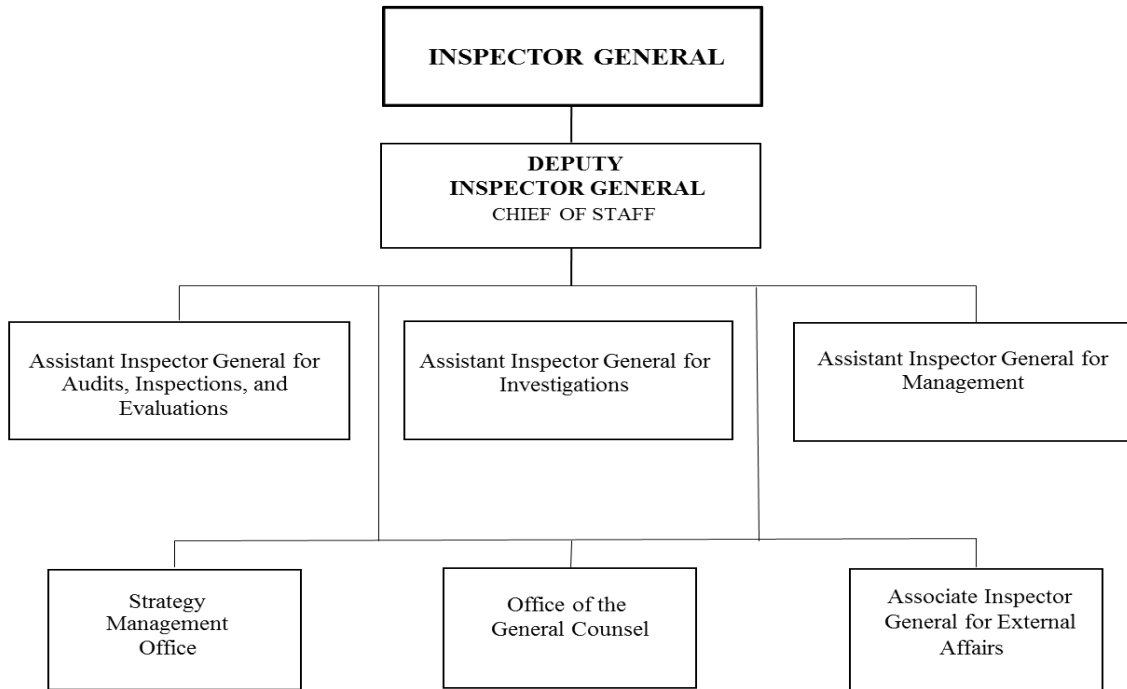 INSPECTOR GENERAL
DEPUTY
INSPECTOR GENERAL
CHIEF OF STAFF
Assistant Inspector General for
Audits, Inspections, and
Evaluations
Assistant Inspector General for
Investigations
Assistant Inspector General for
Management
Strategy
Management
Office
Office of the
General Counsel
Associate Inspector
General for External
Affairs